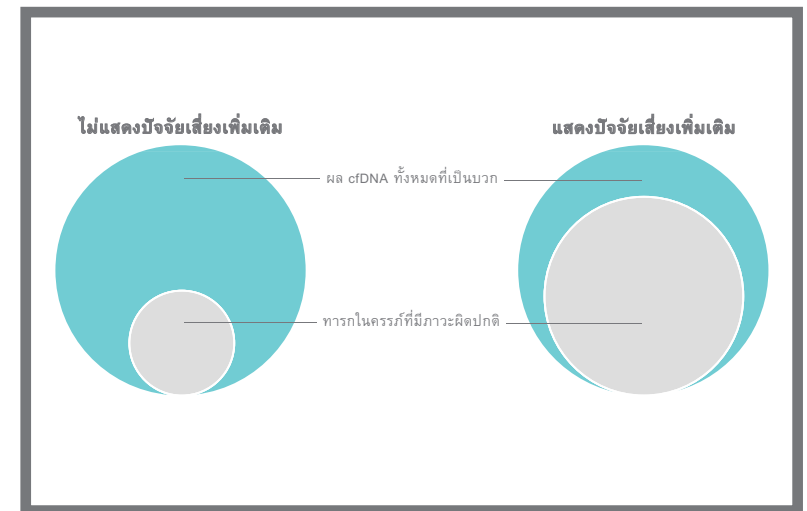 ไม่แสดงปัจจัยเสี่ยงเพิ่มเติม
แสดงปัจจัยเสี่ยงเพิ่มเติม
ผล cfDNA ทั้งหมดที่เป็นบวก
ทารกในครรภ์ที่มีภาวะผิดปกติ